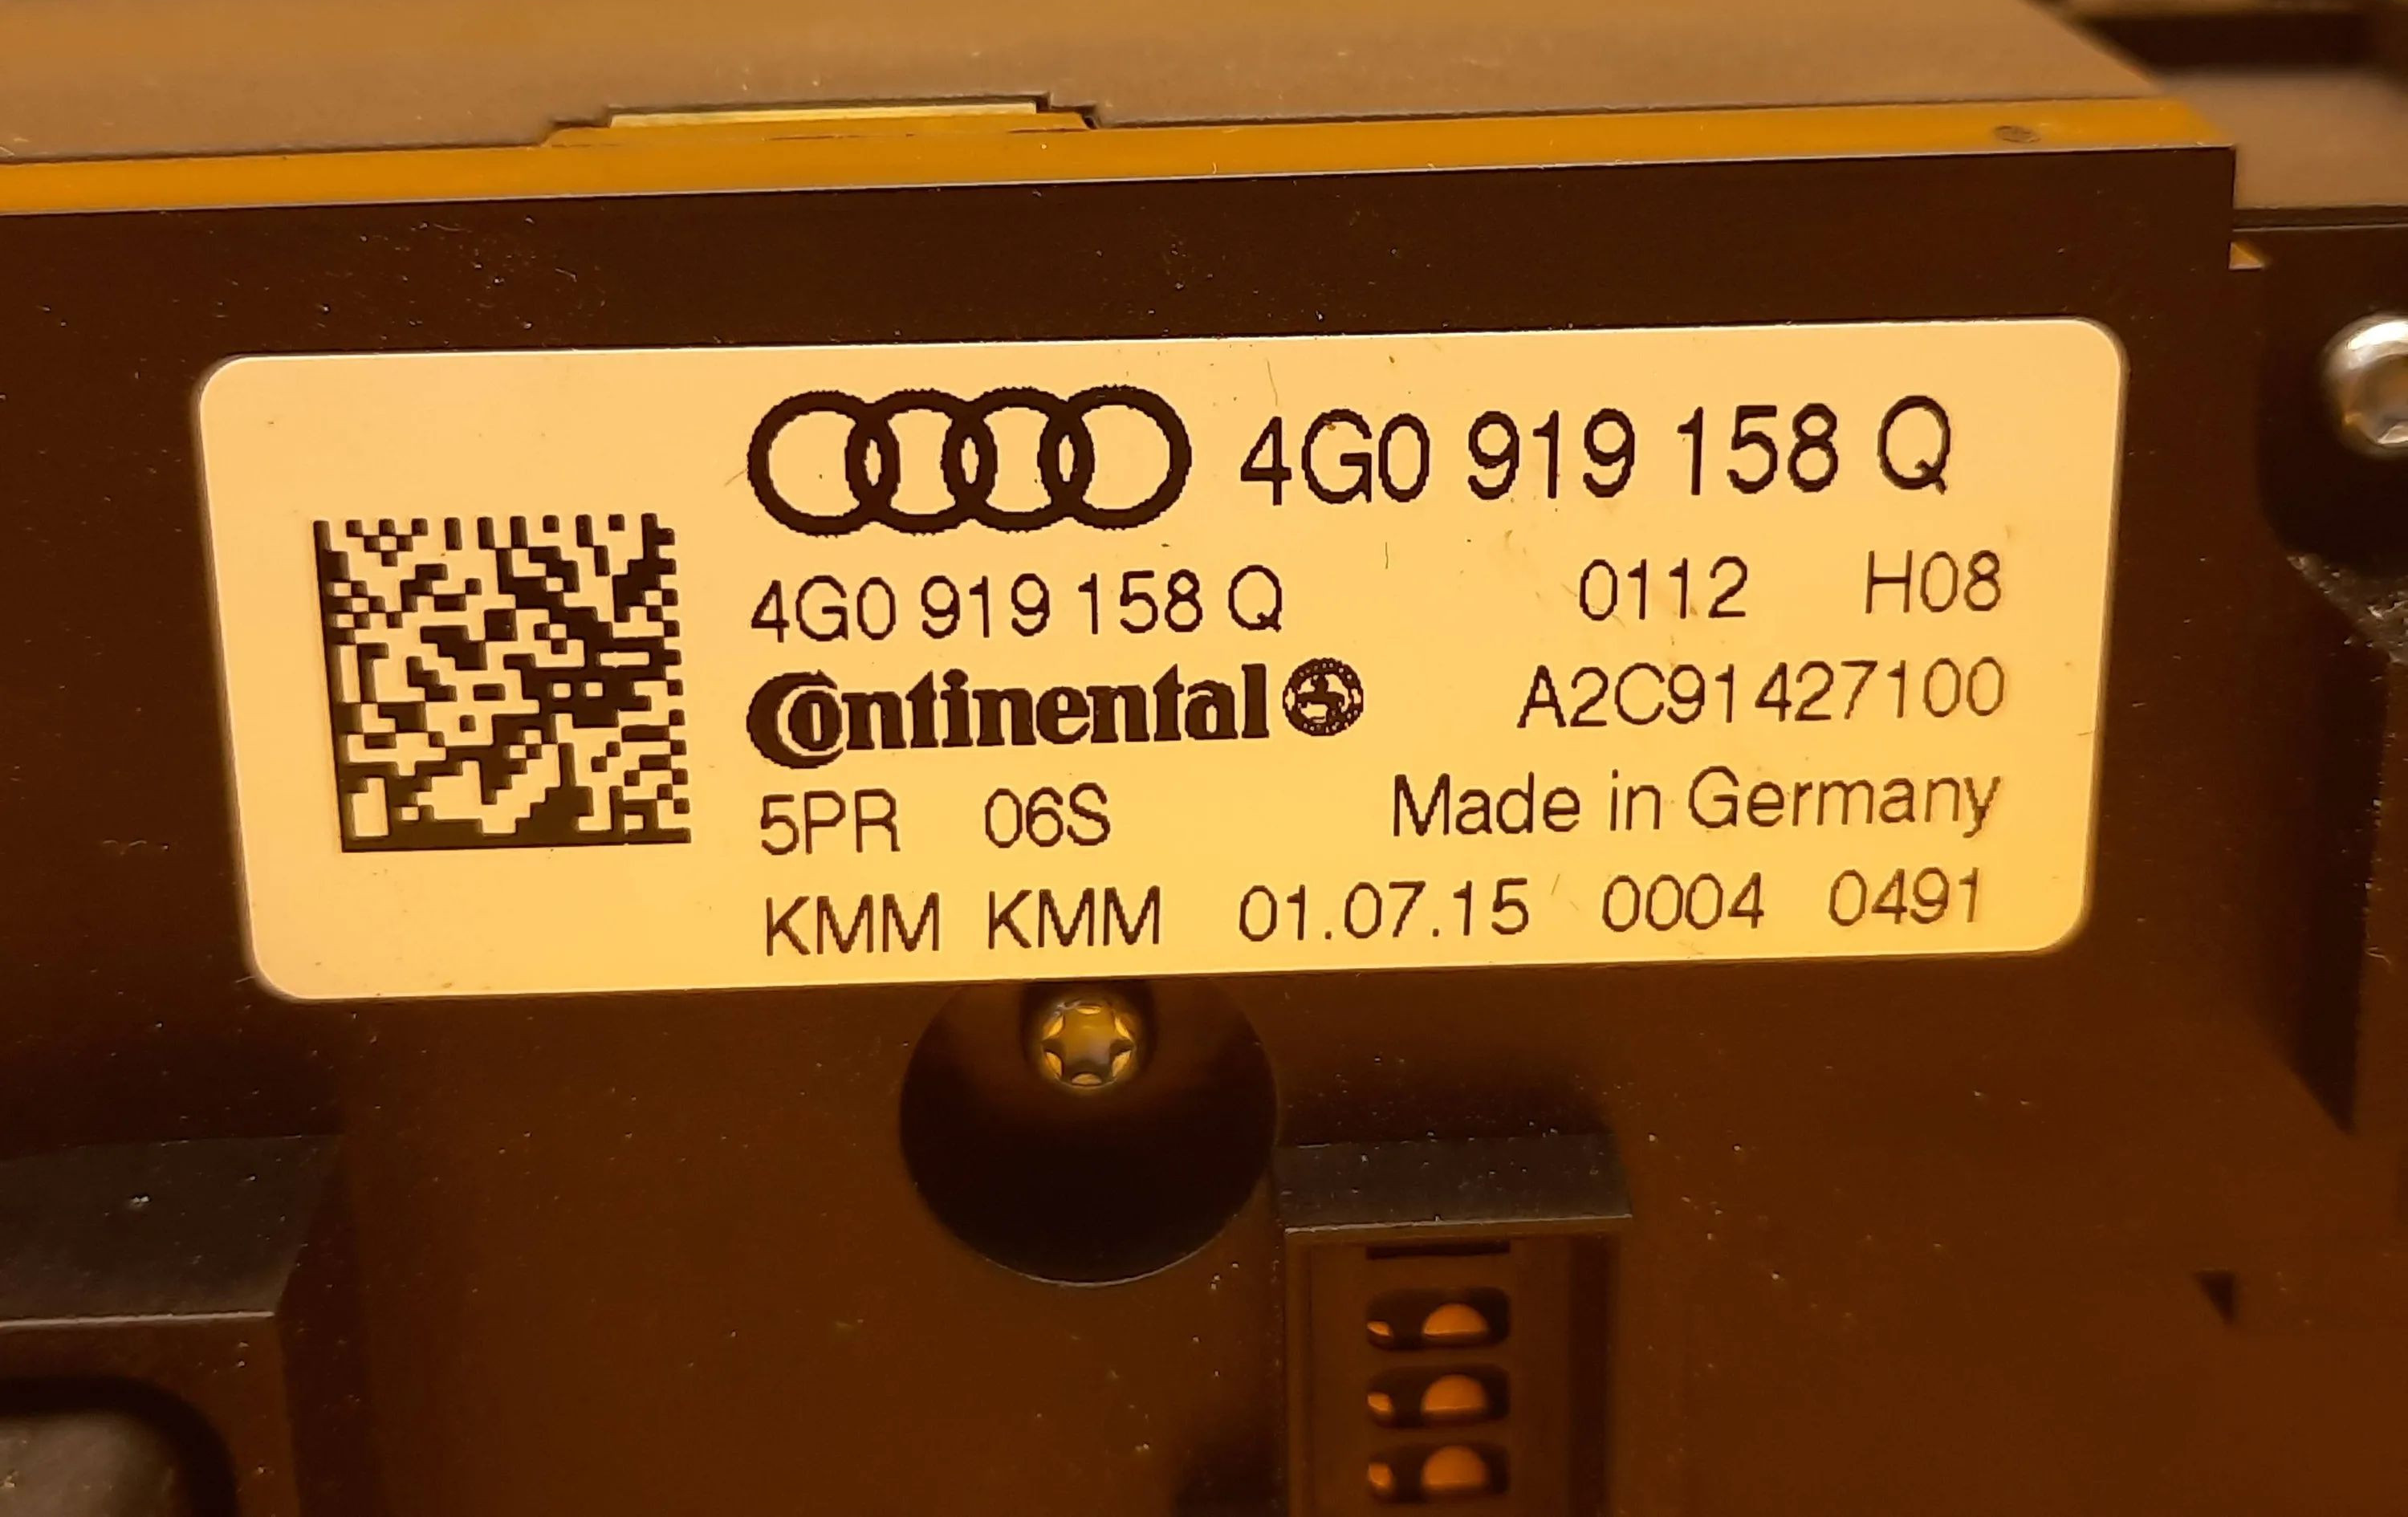 4G0 919 158 Q
4G0 919 158 Q 0112 H08
Continental A2C91427100
5PR 06S Made in Germany
KMM KMM 01.07.15 0004 0491